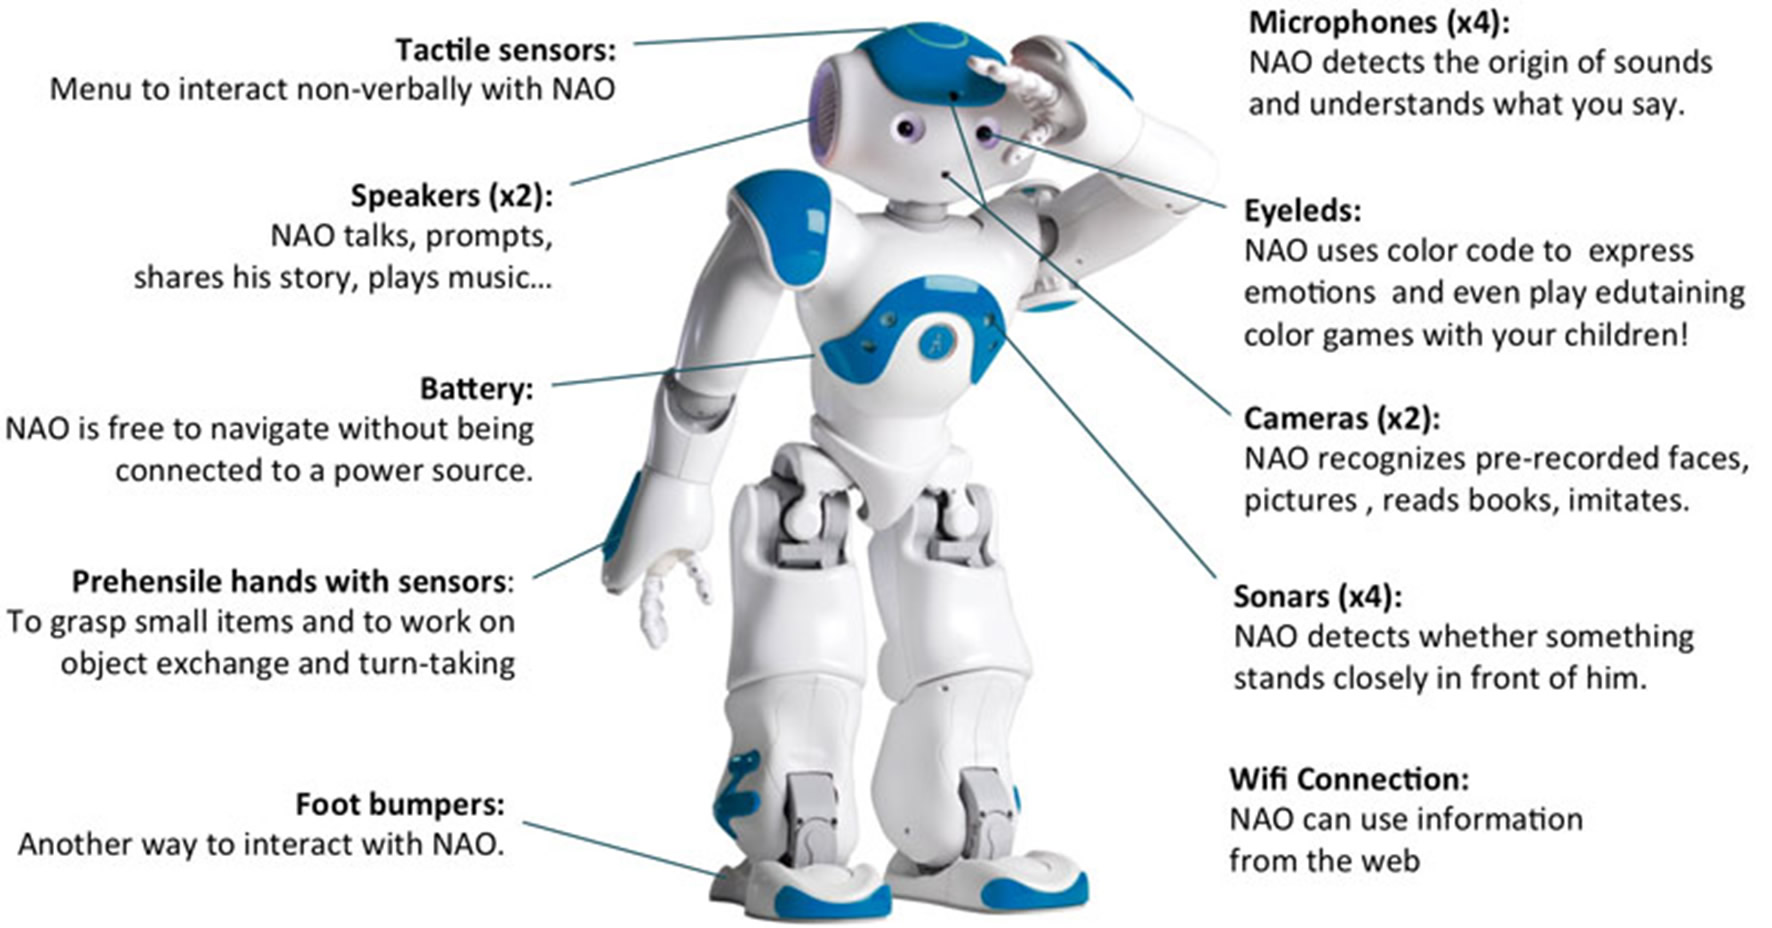 Tactile sensors:
Menu to interact non-verbally with NAO
Speakers (x2):
NAO talks, prompts,
shares his story, plays music...
Battery:
NAO is free to navigate without being
connected to a power source.
Prehensile hands with sensors:
To grasp small items and to work on
object exchange and turn-taking
Foot bumpers:
Another way to interact with NAO.
Microphones (x4):
NAO detects the origin of sounds
and understands what you say.
Eyeleds:
NAO uses color code to  express
emotions  and even play edutaining
color games with your children!
Cameras (x2):
NAO recognizes pre-recorded faces,
pictures , reads books, imitates.
Sonars (x4):
NAO detects whether something
stands closely in front of him.
Wifi Connection:
NAO can use information
from the web